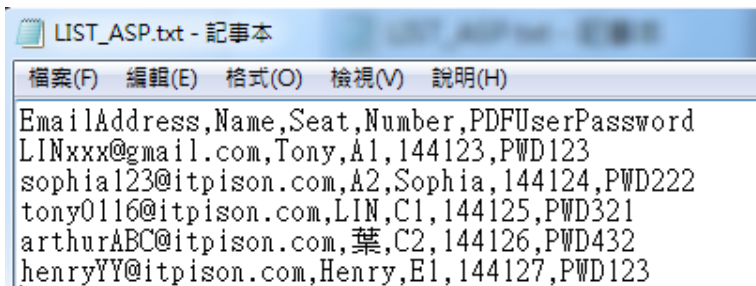 LIST_ASP.txt - 記事本
檔案(F) 編輯(E) 格式(O) 檢視(V) 說明(H)
EmailAddress,Name,Seat,Number,PDFUserPassword
LINxxx@gmail.com,Tony,A1,144123,PWD123
sophia123@itpison.com,A2,Sophia,144124,PWD222
tony0116@itpison.com,LIN,C1,144125,PWD321
arthurABC@itpison.com,葉,C2,144126,PWD432
henryYY@itpison.com,Henry,E1,144127,PWD123